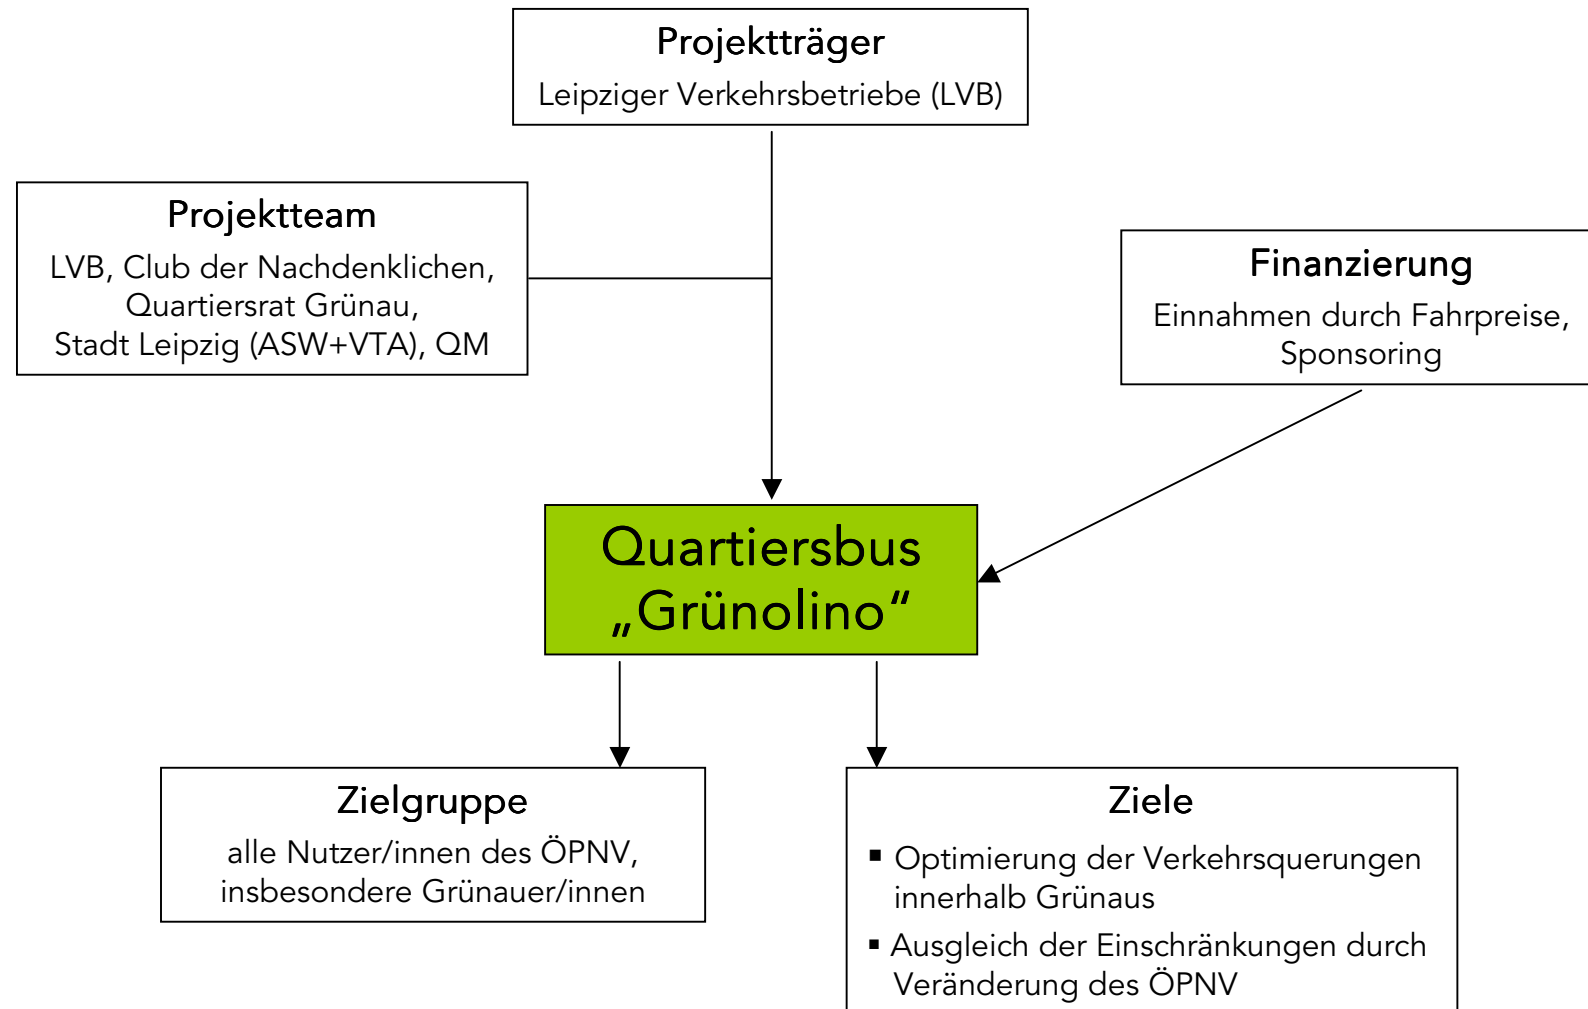 Projektträger
Leipziger Verkehrsbetriebe (LVB)
Projektteam
LVB, Club der Nachdenklichen,
Quartiersrat Grünau,
Stadt Leipzig (ASW+VTA), QM
Finanzierung
Einnahmen durch Fahrpreise,
Sponsoring
Quartiersbus
„Grünolino“
Zielgruppe
alle Nutzer/innen des ÖPNV,
insbesondere Grünauer/innen
Ziele
▪ Optimierung der Verkehrsquerungen
innerhalb Grünaus
▪ Ausgleich der Einschränkungen durch
Veränderung des ÖPNV